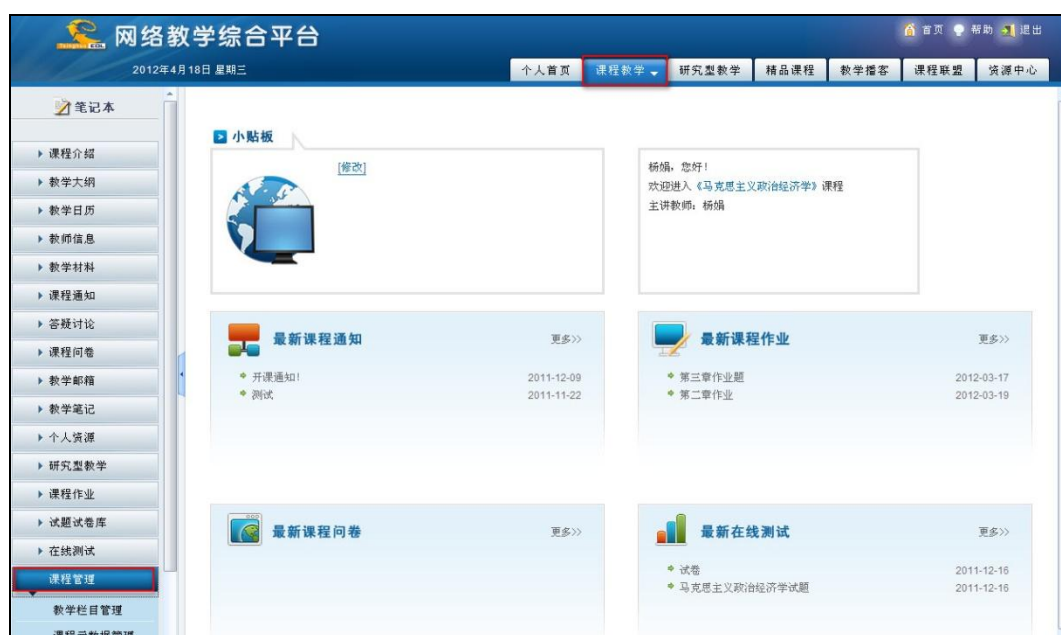 网络教学综合平台
首页 帮助 退出
2012年4月18日 星期三
个人首页 课程教学 研究型教学 精品课程 教学播客 课程联盟 资源中心
笔记本
课程介绍
教学大纲
教学日历
教师信息
教学材料
课程通知
答疑讨论
课程问卷
教学邮箱
教学笔记
个人资源
研究型教学
课程作业
试题试卷库
在线测试
课程管理
教学栏目管理
小贴板
[修改]
杨娟，您好！
欢迎进入《马克思主义政治经济学》课程
主讲教师：杨娟
最新课程通知 更多>>
开课通知! 2011-12-09
测试 2011-11-22
最新课程作业 更多>>
第三章作业题 2012-03-17
第二章作业 2012-03-19
最新课程问卷 更多>>
最新在线测试 更多>>
试卷 2011-12-16
马克思主义政治经济学试题 2011-12-16